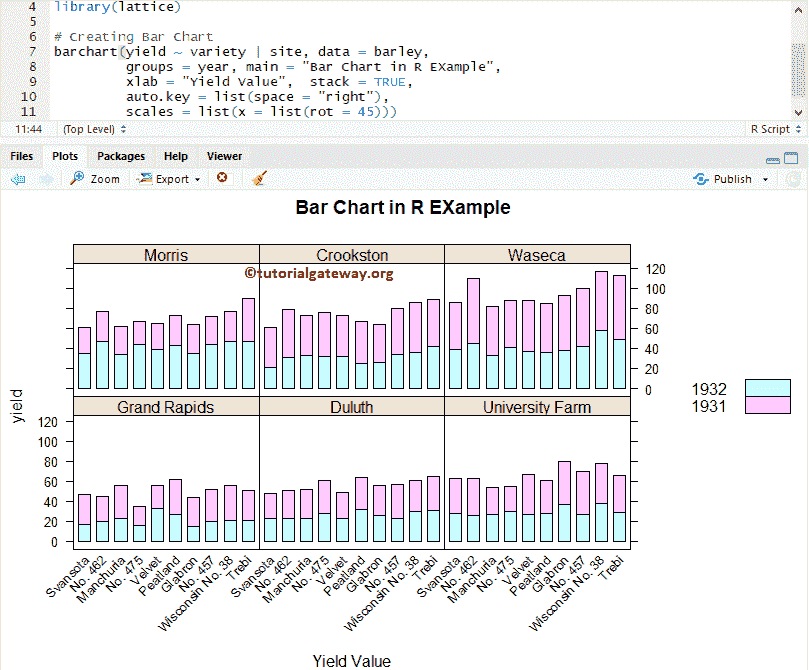 4 library(lattice)
5
6 # Creating Bar Chart
7 barchart(yield ~ variety | site, data = barley,
8 groups = year, main = "Bar Chart in R EXample",
9 xlab = "Yield Value", stack = TRUE,
10 auto.key = list(space = "right"),
11 scales = list(x = list(rot = 45)))
11:44 (Top Level) R Script
Files Plots Packages Help Viewer
Zoom Export Publish
Bar Chart in R EXample
Morris Crookston Waseca
©tutorialgateway.org
120
100
80
60
40
20
0
1932
1931
yield
Grand Rapids Duluth University Farm
120
100
80
60
40
20
0
Svansota No. 462 Manchuria No. 475 Velvet Peatland Glabron No. 457 Wisconsin No. 38 Trebi
Svansota No. 462 Manchuria No. 475 Velvet Peatland Glabron No. 457 Wisconsin No. 38 Trebi
Svansota No. 462 Manchuria No. 475 Velvet Peatland Glabron No. 457 Wisconsin No. 38 Trebi
Yield Value